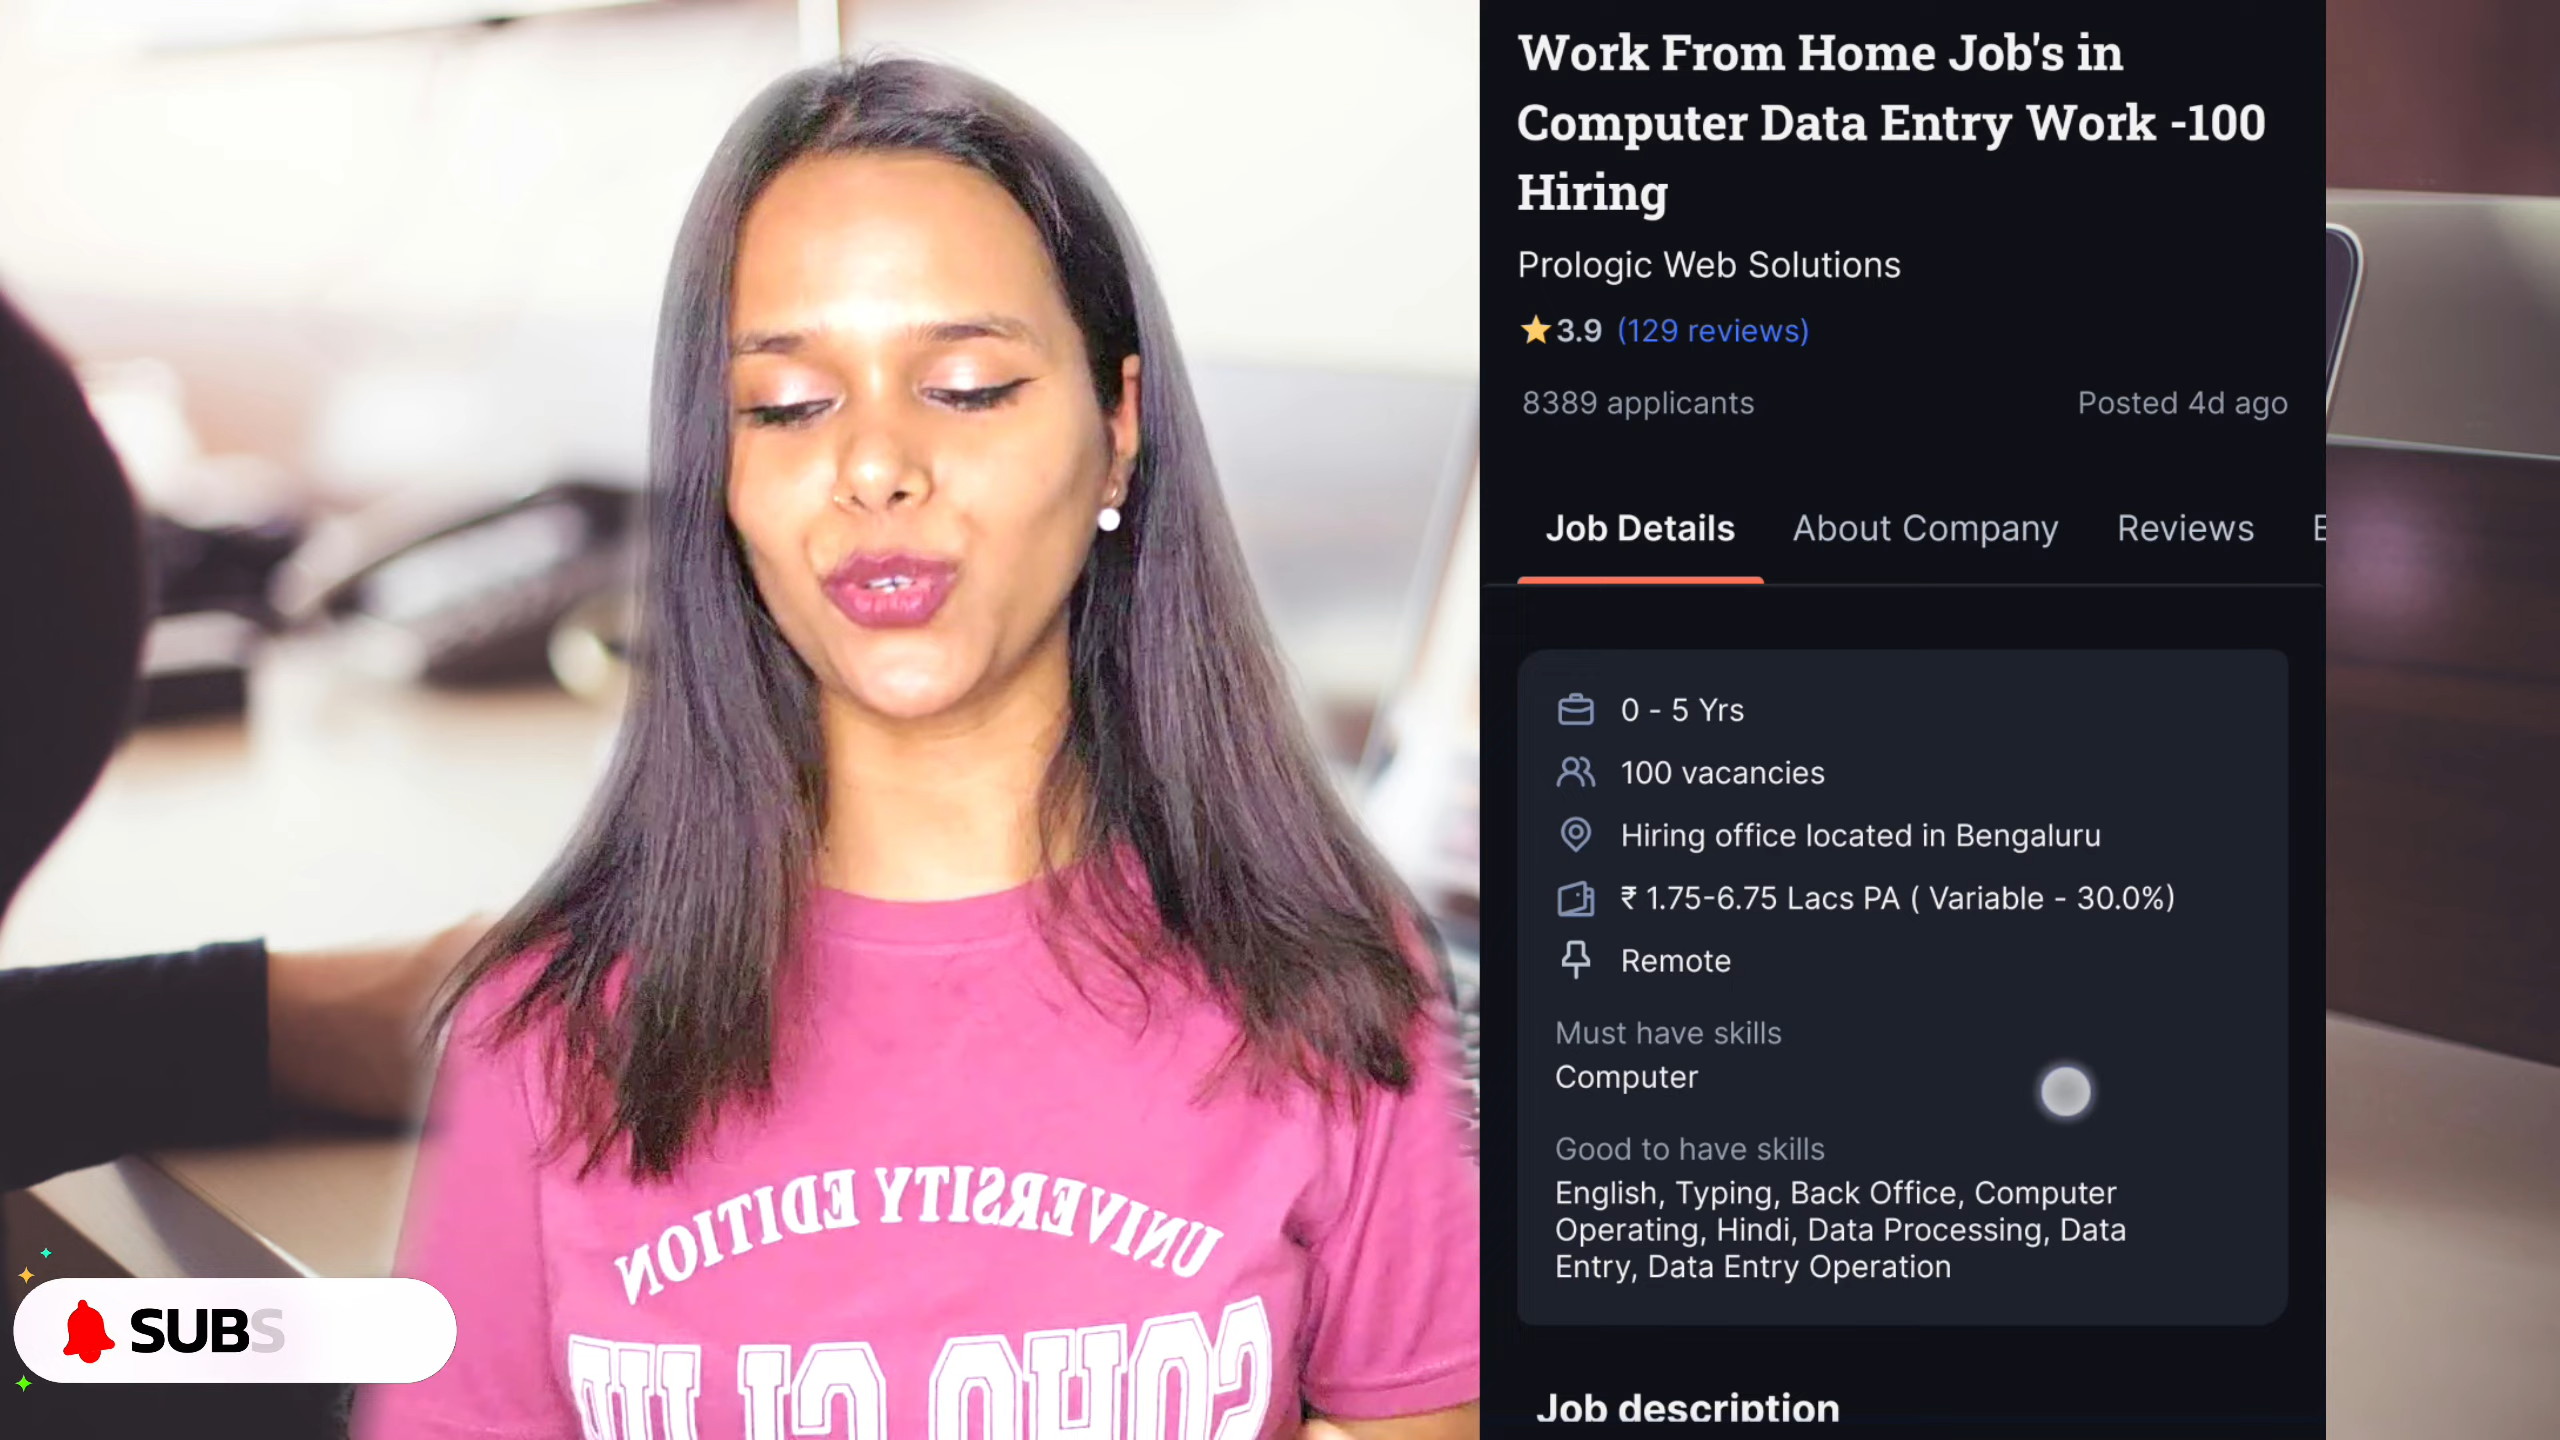 Work From Home Job's in
Computer Data Entry Work -100
Hiring
Prologic Web Solutions
3.9 (129 reviews)
8389 applicants Posted 4d ago
Job Details About Company Reviews
0 - 5 Yrs
100 vacancies
Hiring office located in Bengaluru
₹ 1.75-6.75 Lacs PA ( Variable - 30.0%)
Remote
Must have skills
Computer
Good to have skills
English, Typing, Back Office, Computer
Operating, Hindi, Data Processing, Data
Entry, Data Entry Operation
Job description
UNIVERSITY EDITION
SOHO
SUBS